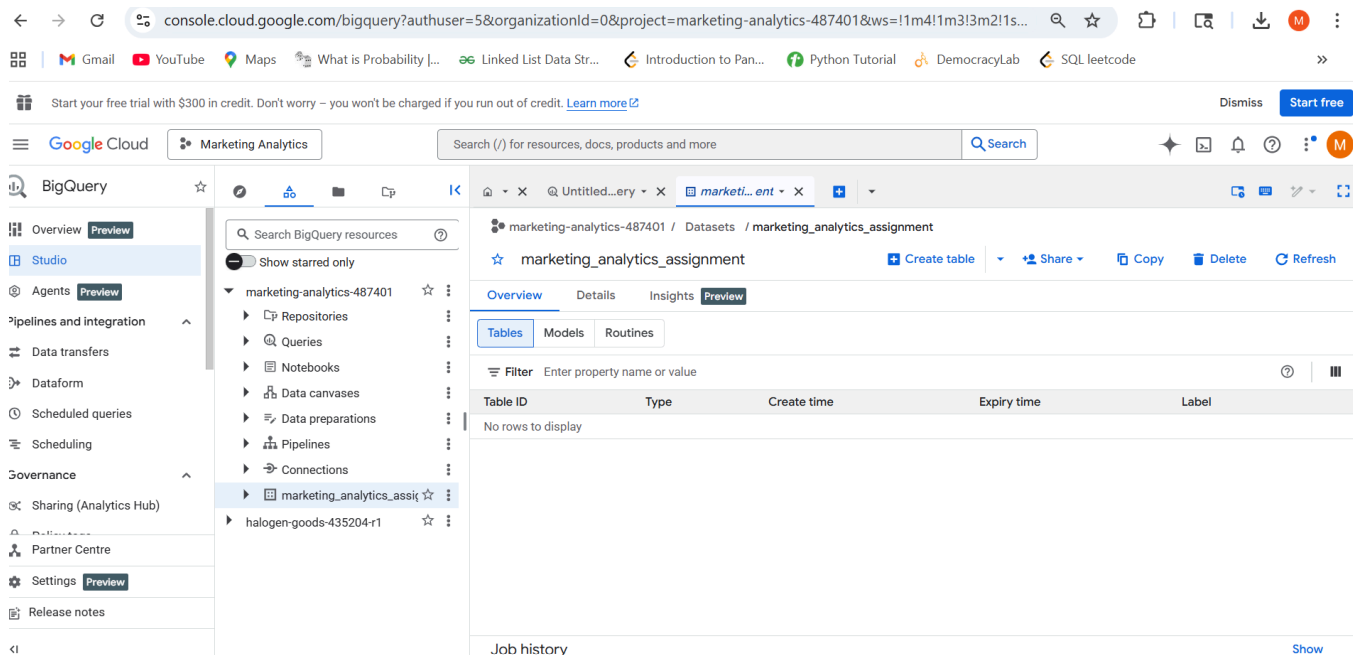 console.cloud.google.com/bigquery?authuser=5&organizationId=0&project=marketing-analytics-487401&ws=!1m4!1m3!3m2!1s...
M
Gmail YouTube Maps What is Probability |... Linked List Data Str... Introduction to Pan... Python Tutorial DemocracyLab SQL leetcode
Start your free trial with $300 in credit. Don't worry – you won't be charged if you run out of credit. Learn more Dismiss Start free
Google Cloud Marketing Analytics Search (/) for resources, docs, products and more Search M
BigQuery
Untitled...ery marketi... ent
Overview Preview
Studio
Agents Preview
Pipelines and integration
Data transfers
Dataform
Scheduled queries
Scheduling
Governance
Sharing (Analytics Hub)
Partner Centre
Settings Preview
Release notes
Search BigQuery resources
Show starred only
marketing-analytics-487401
Repositories
Queries
Notebooks
Data canvases
Data preparations
Pipelines
Connections
marketing_analytics_assig
halogen-goods-435204-r1
marketing-analytics-487401 / Datasets / marketing_analytics_assignment
marketing_analytics_assignment Create table Share Copy Delete Refresh
Overview Details Insights Preview
Tables Models Routines
Filter Enter property name or value
Table ID Type Create time Expiry time Label
No rows to display
Job history Show